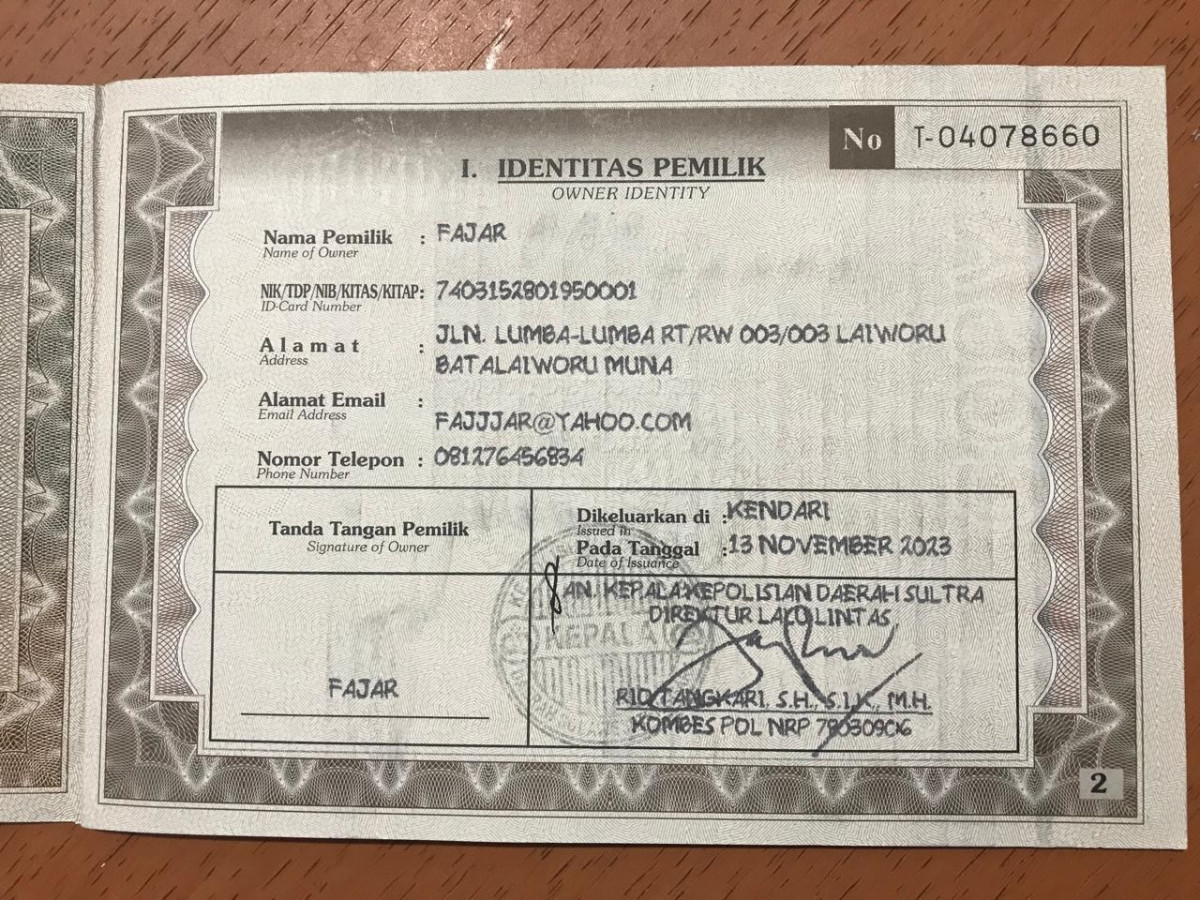 No T-04078660
I. IDENTITAS PEMILIK
OWNER IDENTITY
Nama Pemilik : FAJAR
Name of Owner
NIK/TDP/NIB/KITAS/KITAP: 7403152801950001
ID-Card Number
Alamat : JLN. LUMBA-LUMBA RT/RW 003/003 LAIWORU
Address
BATALAIWORU MUNA
Alamat Email :
Email Address
FAJJJAR@YAHOO.COM
Nomor Telepon : 081276456834
Phone Number
Tanda Tangan Pemilik
Signature of Owner
Dikeluarkan di : KENDARI
Issued in
Pada Tanggal : 13 NOVEMBER 2023
Date of Issuance
AN. KEPALA KEPOLISIAN DAERAH SULTRA
DIREKTUR LALU LINTAS
KEPALA
FAJAR
RIO TANGKARI, S.H., S.I.K., M.H.
KOMBES POL NRP
2